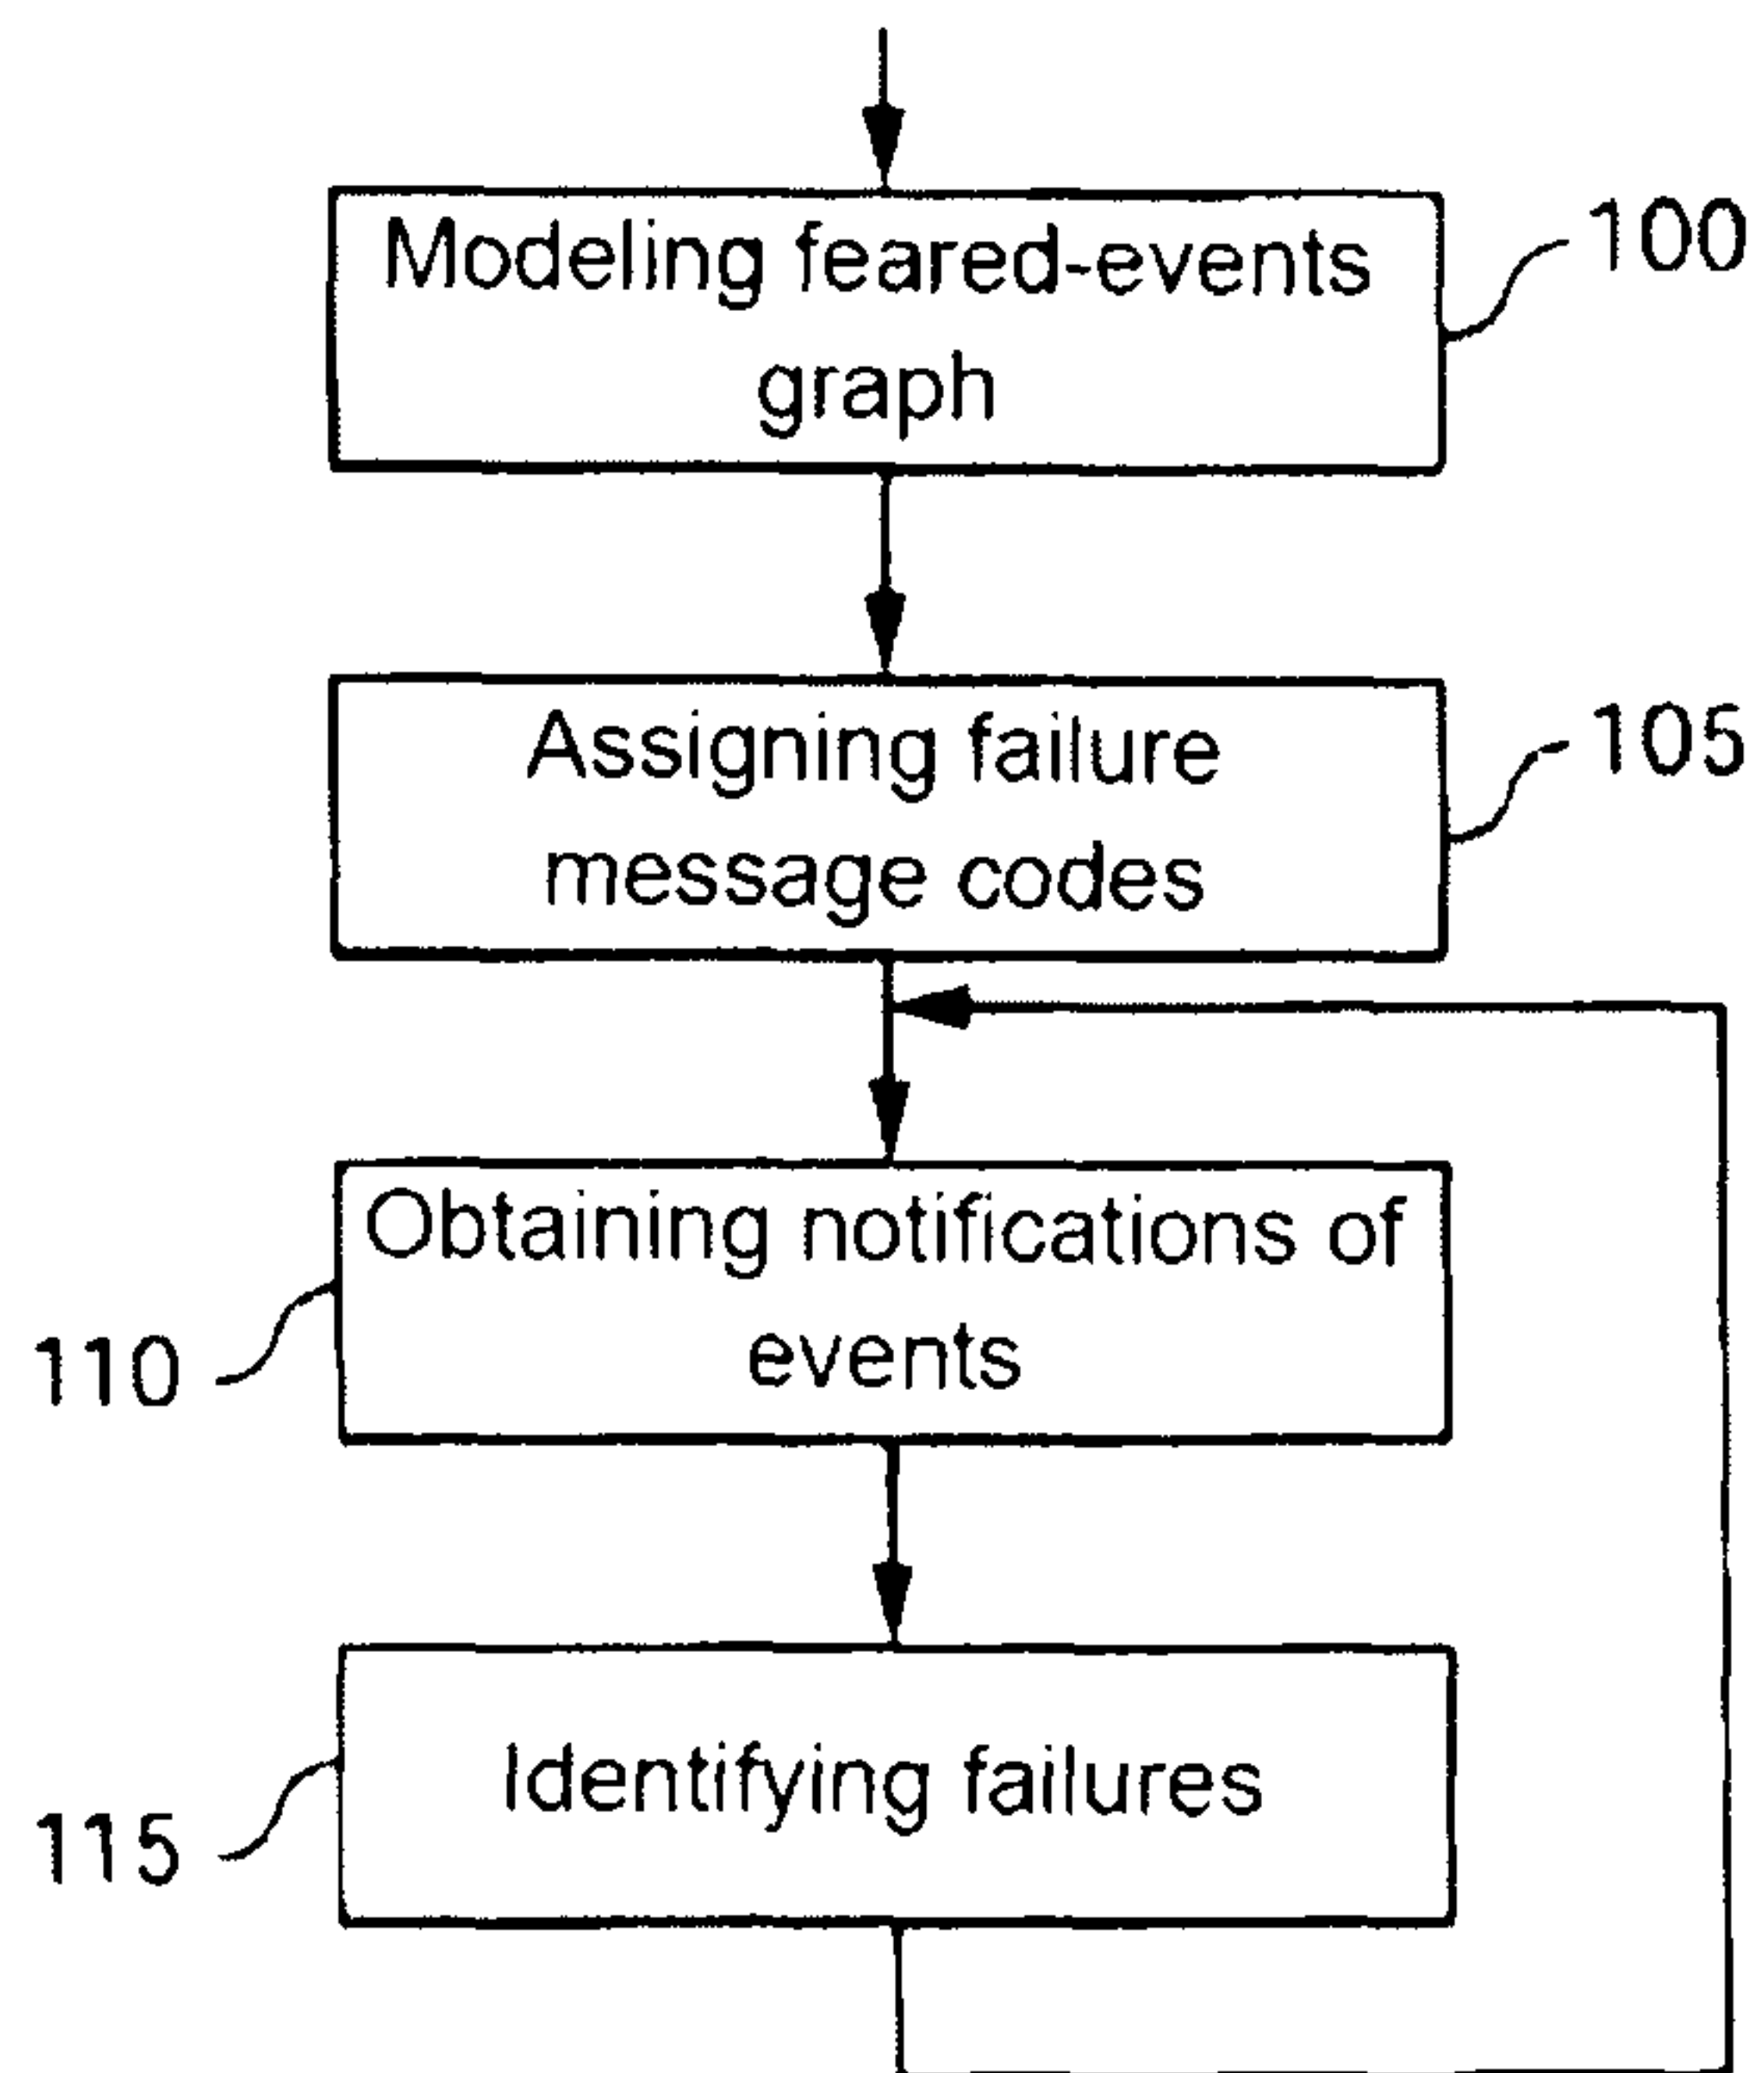 Modeling feared-events
graph
100
Assigning failure
message codes
105
Obtaining notifications of
events
110
Identifying failures
115